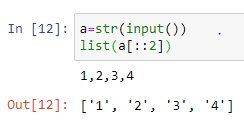 In [12]: a=str(input())
list(a[::2])
1,2,3,4
Out[12]: ['1', '2', '3', '4']